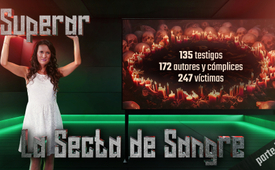 Superar
135 testigos
172 autores y cómplices
247 víctimas
La Secta de Sangre
parte